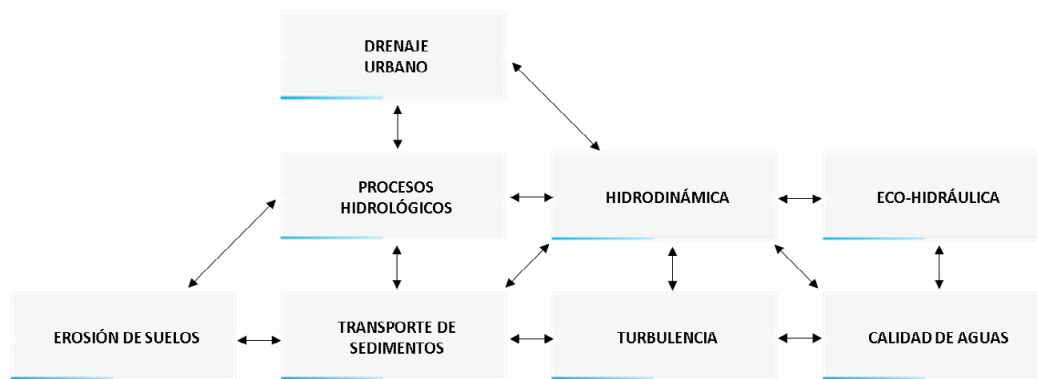 DRENAJE
URBANO
PROCESOS
HIDROLÓGICOS
HIDRODINÁMICA
ECO-HIDRÁULICA
EROSIÓN DE SUELOS
TRANSPORTE DE
SEDIMENTOS
TURBULENCIA
CALIDAD DE AGUAS